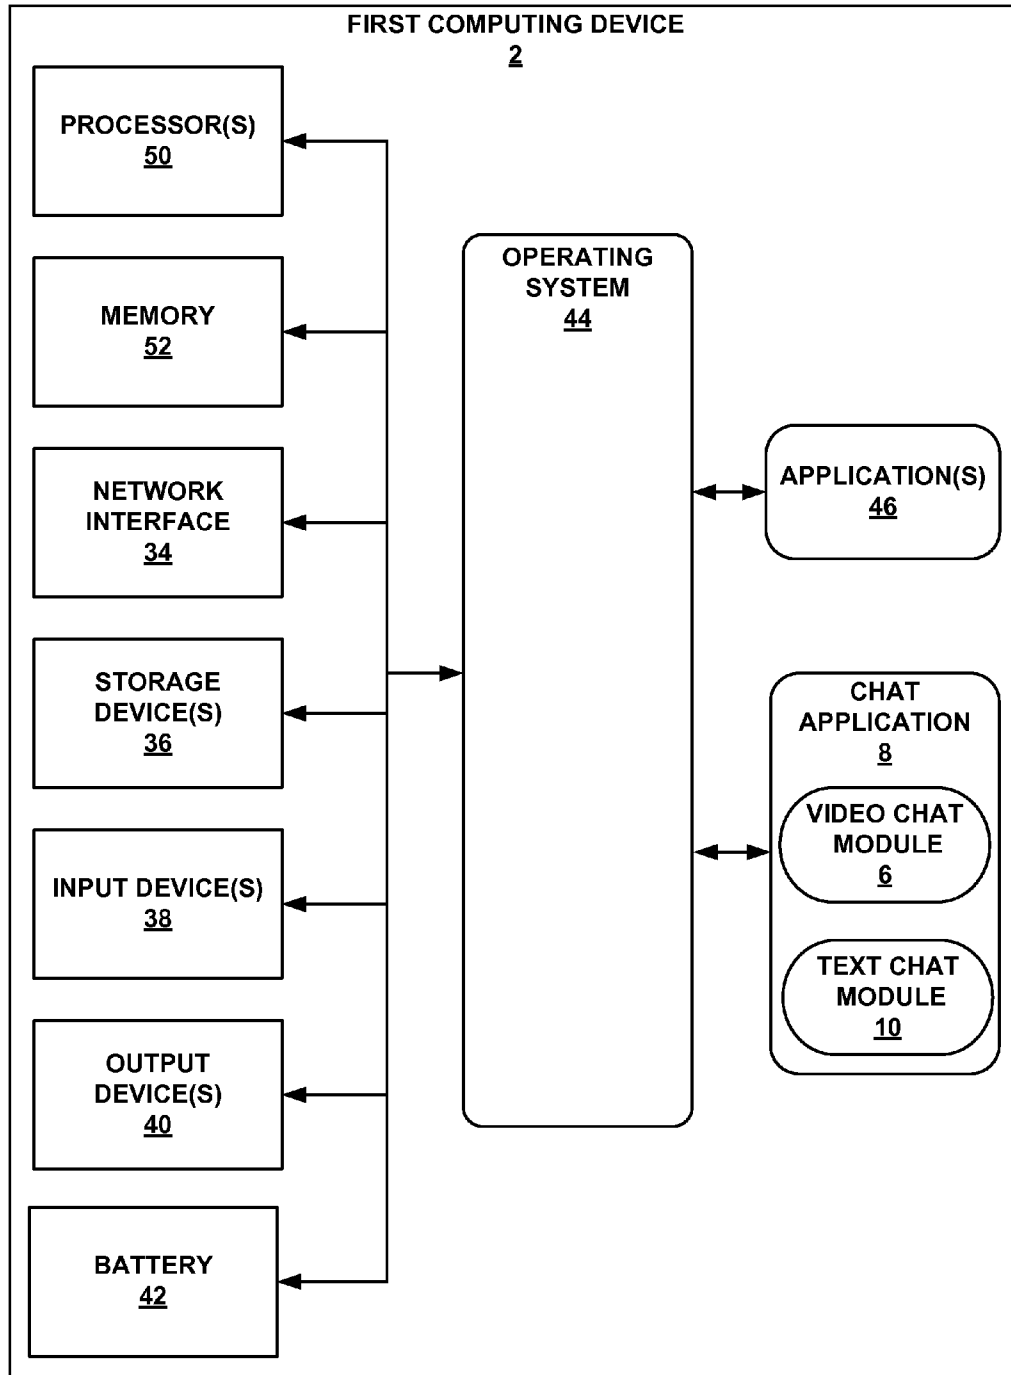 FIRST COMPUTING DEVICE
2
PROCESSOR(S)
50
MEMORY
52
NETWORK
INTERFACE
34
STORAGE
DEVICE(S)
36
INPUT DEVICE(S)
38
OUTPUT
DEVICE(S)
40
BATTERY
42
OPERATING
SYSTEM
44
APPLICATION(S)
46
CHAT
APPLICATION
8
VIDEO CHAT
MODULE
6
TEXT CHAT
MODULE
10